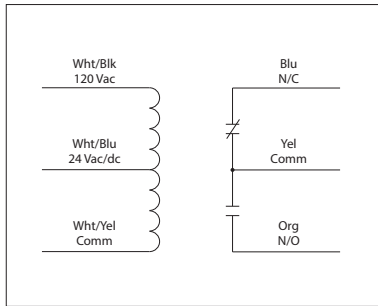 Wht/Blk
120 Vac
Wht/Blu
24 Vac/dc
Wht/Yel
Comm
Blu
N/C
Yel
Comm
Org
N/O